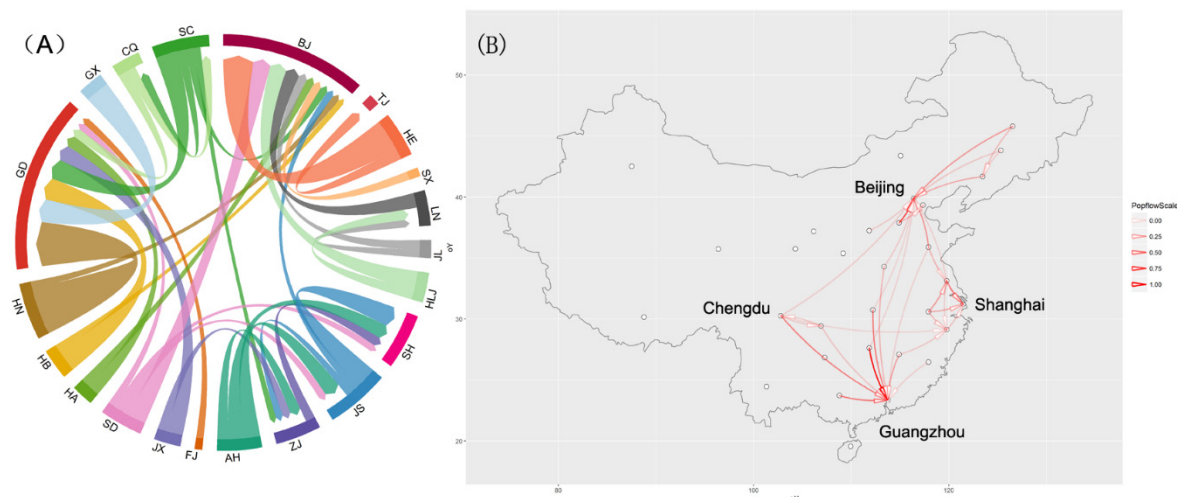 (A)
BJ
TJ
HE
SX
LN
JL
HLJ
SH
JS
ZJ
AH
FJ
JX
SD
HA
HB
HN
GD
GX
CQ
SC
(B)
50
40
30
20
80
100
120
Beijing
Chengdu
Shanghai
Guangzhou
PopflowScale
0.00
0.25
0.50
0.75
1.00